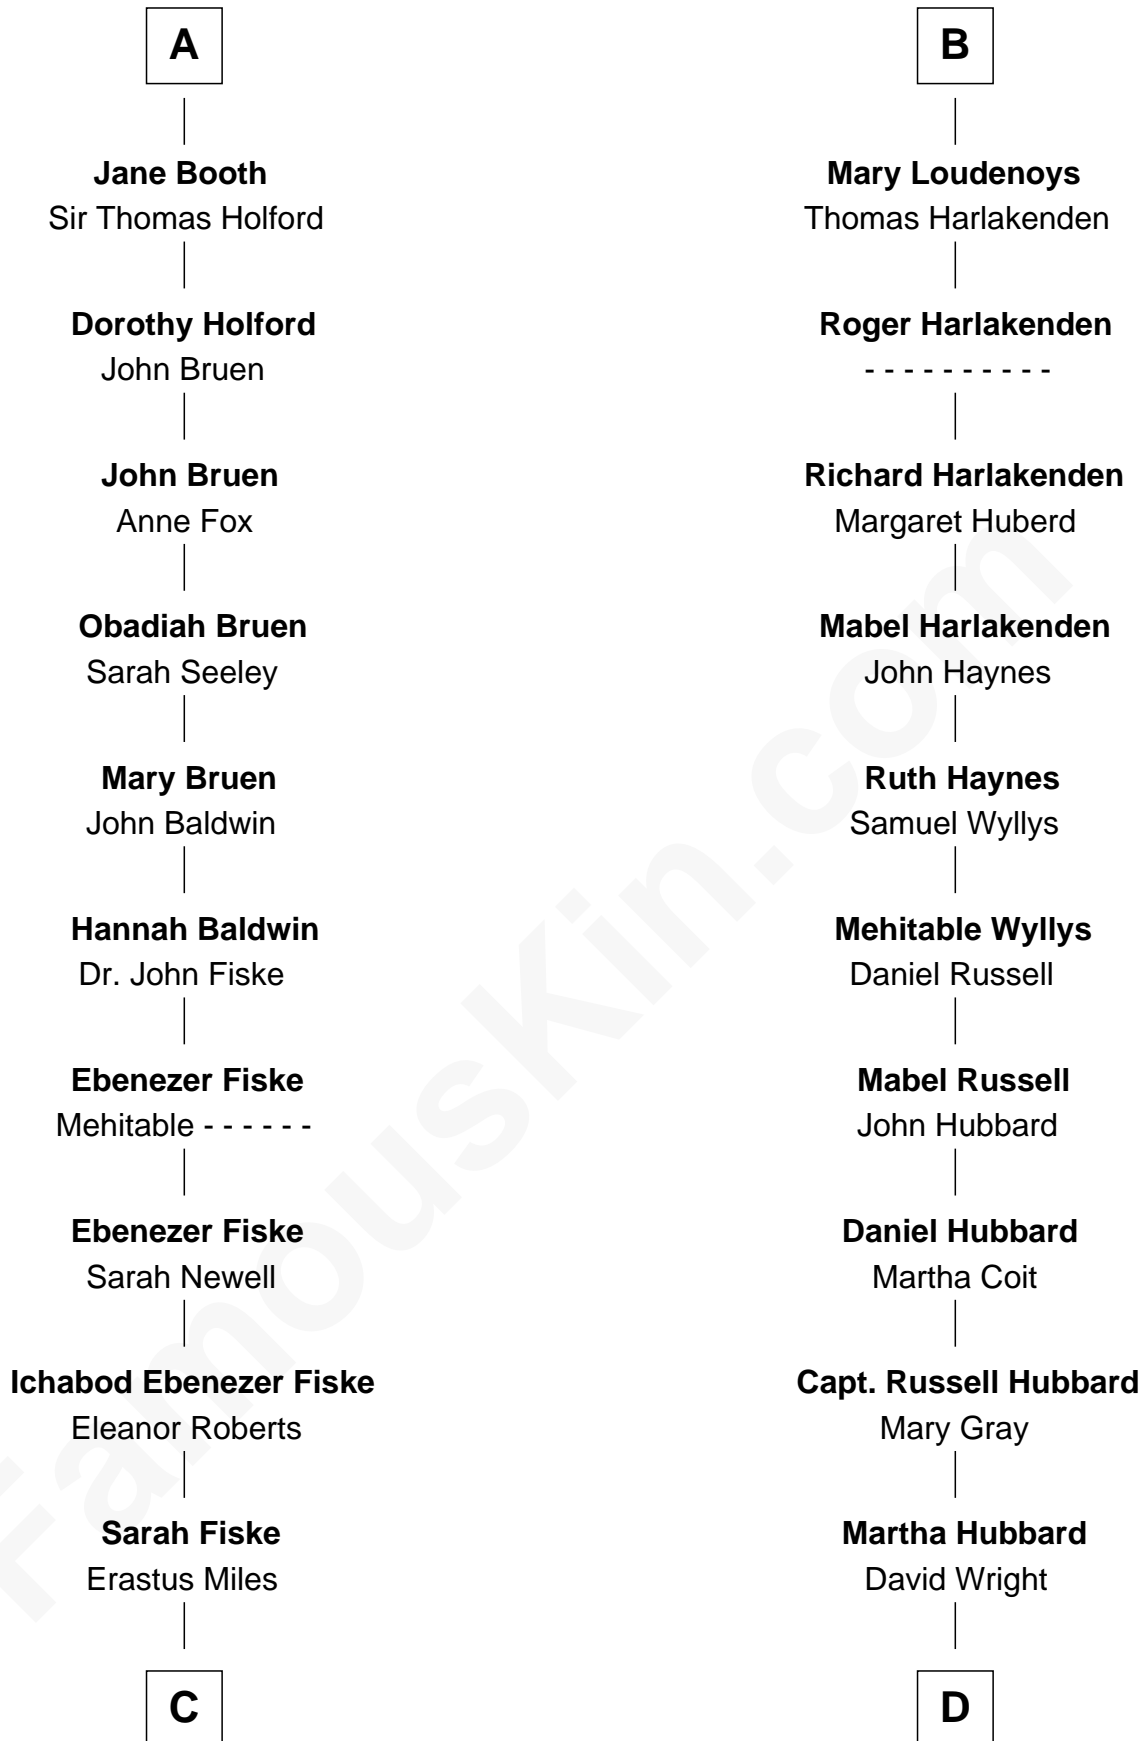 A
Jane Booth
Sir Thomas Holford
Dorothy Holford
John Bruen
John Bruen
Anne Fox
Obadiah Bruen
Sarah Seeley
Mary Bruen
John Baldwin
Hannah Baldwin
Dr. John Fiske
Ebenezer Fiske
Mehitable - - - - - -
Ebenezer Fiske
Sarah Newell
Ichabod Ebenezer Fiske
Eleanor Roberts
Sarah Fiske
Erastus Miles
C
B
Mary Loudenoys
Thomas Harlakenden
Roger Harlakenden
- - - - - - - - - -
Richard Harlakenden
Margaret Huberd
Mabel Harlakenden
John Haynes
Ruth Haynes
Samuel Wyllys
Mehitable Wyllys
Daniel Russell
Mabel Russell
John Hubbard
Daniel Hubbard
Martha Coit
Capt. Russell Hubbard
Mary Gray
Martha Hubbard
David Wright
D
FamousKin.com